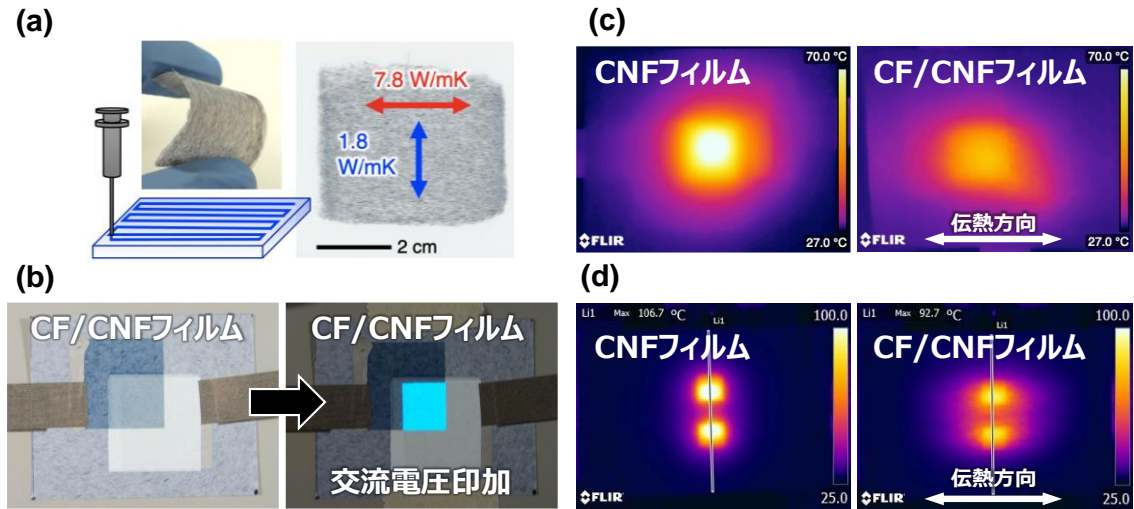 (a)
7.8 W/mK
1.8
W/mK
2 cm
(b)
CF/CNFフィルム
CF/CNFフィルム
交流電圧印加
(c)
70.0 °C
CNFフィルム
FLIR
27.0 °C
70.0 °C
CF/CNFフィルム
伝熱方向
FLIR
27.0 °C
(d)
Li1 Max 106.7 °C
100.0
Li1
CNFフィルム
FLIR
25.0
Li1 Max 92.7 °C
100.0
Li1
CF/CNFフィルム
伝熱方向
FLIR
25.0